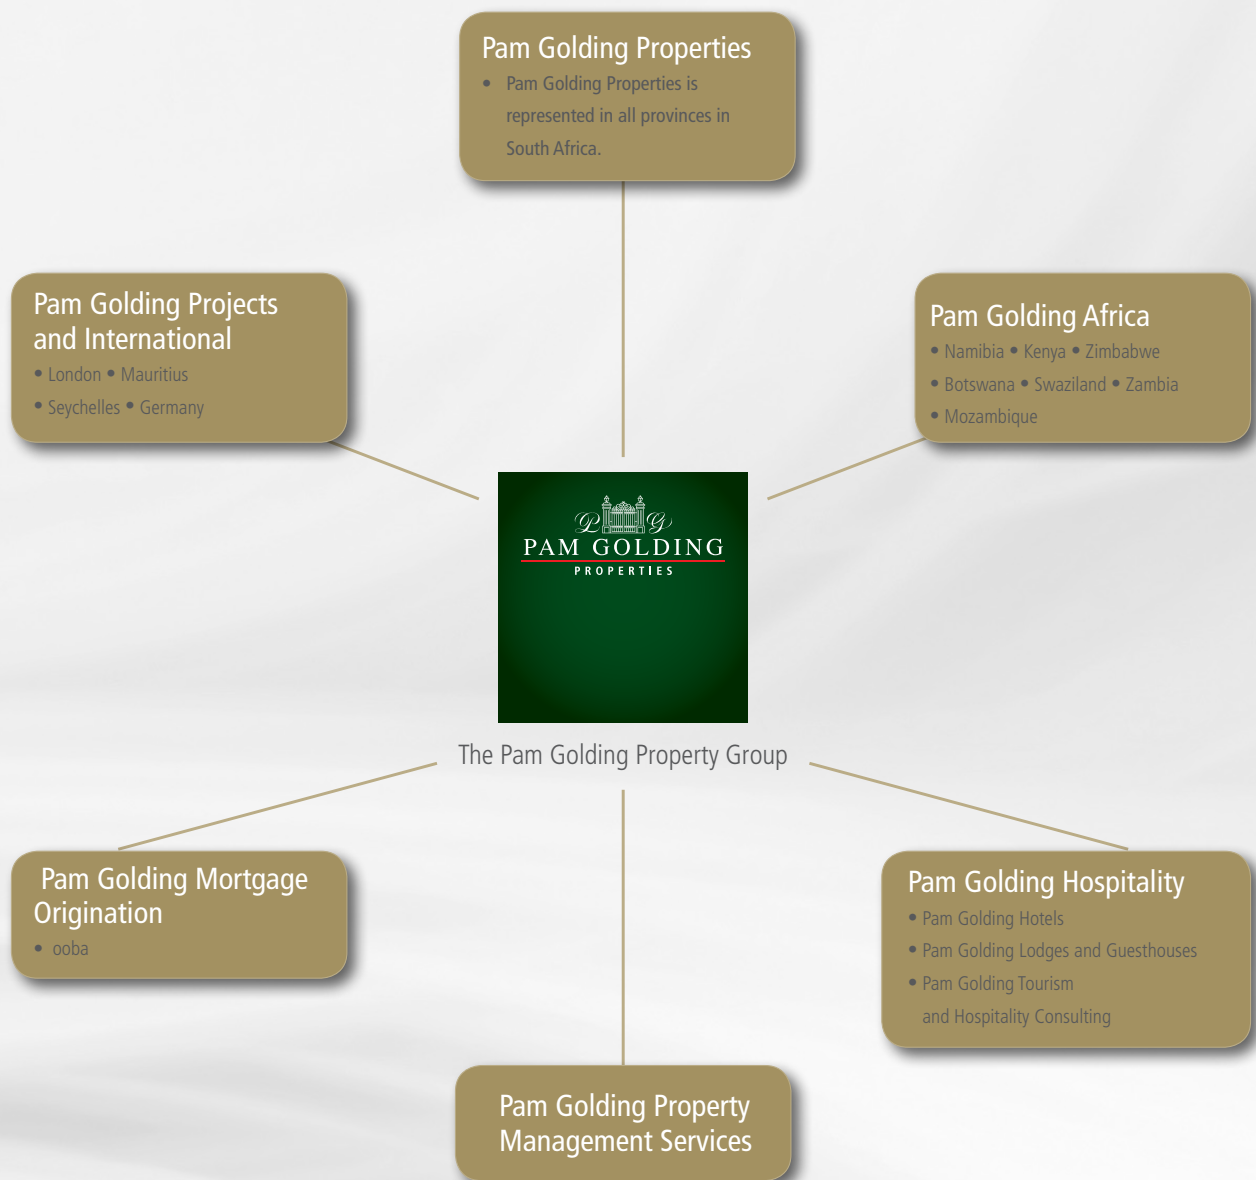 Pam Golding Properties
• Pam Golding Properties is
represented in all provinces in
South Africa.
Pam Golding Projects
and International
• London • Mauritius
• Seychelles • Germany
Pam Golding Africa
• Namibia • Kenya • Zimbabwe
• Botswana • Swaziland • Zambia
• Mozambique
P G
PAM GOLDING
PROPERTIES
The Pam Golding Property Group
Pam Golding Mortgage
Origination
• ooba
Pam Golding Hospitality
• Pam Golding Hotels
• Pam Golding Lodges and Guesthouses
• Pam Golding Tourism
and Hospitality Consulting
Pam Golding Property
Management Services